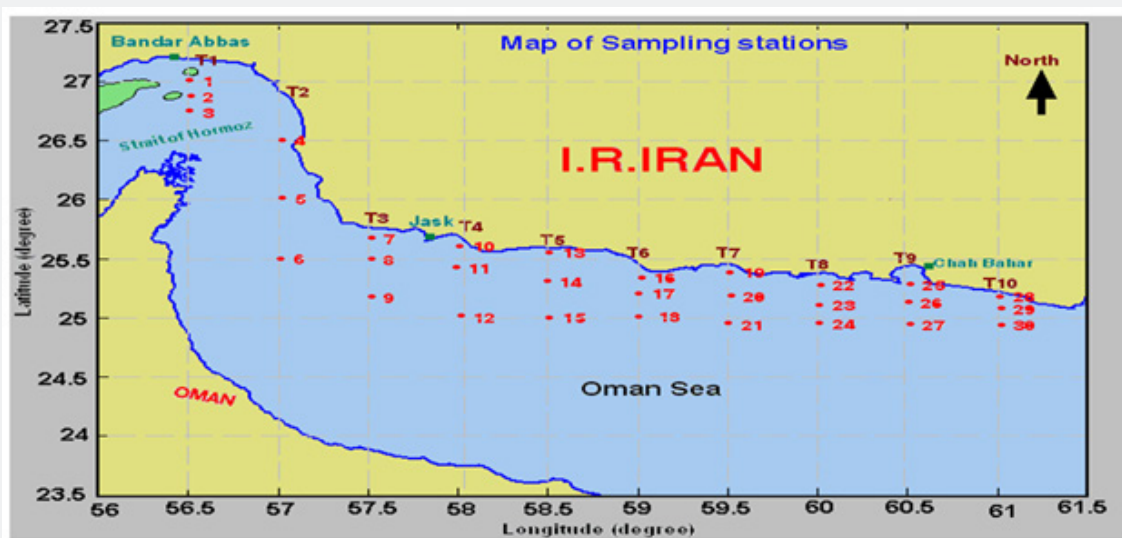 Map of Sampling stations
North
Bandar Abbas
T1
1
2
3
Strait of Hormoz
T2
4
5
6
I.R.IRAN
T3
7
8
9
Jask
T4
10
11
12
T5
13
14
15
T6
16
17
18
T7
19
20
21
T8
22
23
24
T9
Chah Bahar
25
26
27
T10
28
29
30
OMAN
Oman Sea
Latitude (degree)
27.5
27
26.5
26
25.5
25
24.5
24
23.5
56
56.5
57
57.5
58
58.5
59
59.5
60
60.5
61
61.5
Longitude (degree)